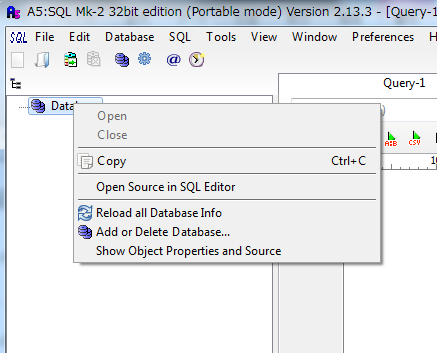 A5:SQL Mk-2 32bit edition (Portable mode) Version 2.13.3 - [Query-1
SQL File Edit Database SQL Tools View Window Preferences H
Query-1
Open
Close
Copy Ctrl+C
Open Source in SQL Editor
Reload all Database Info
Add or Delete Database...
Show Object Properties and Source
A:B CSV